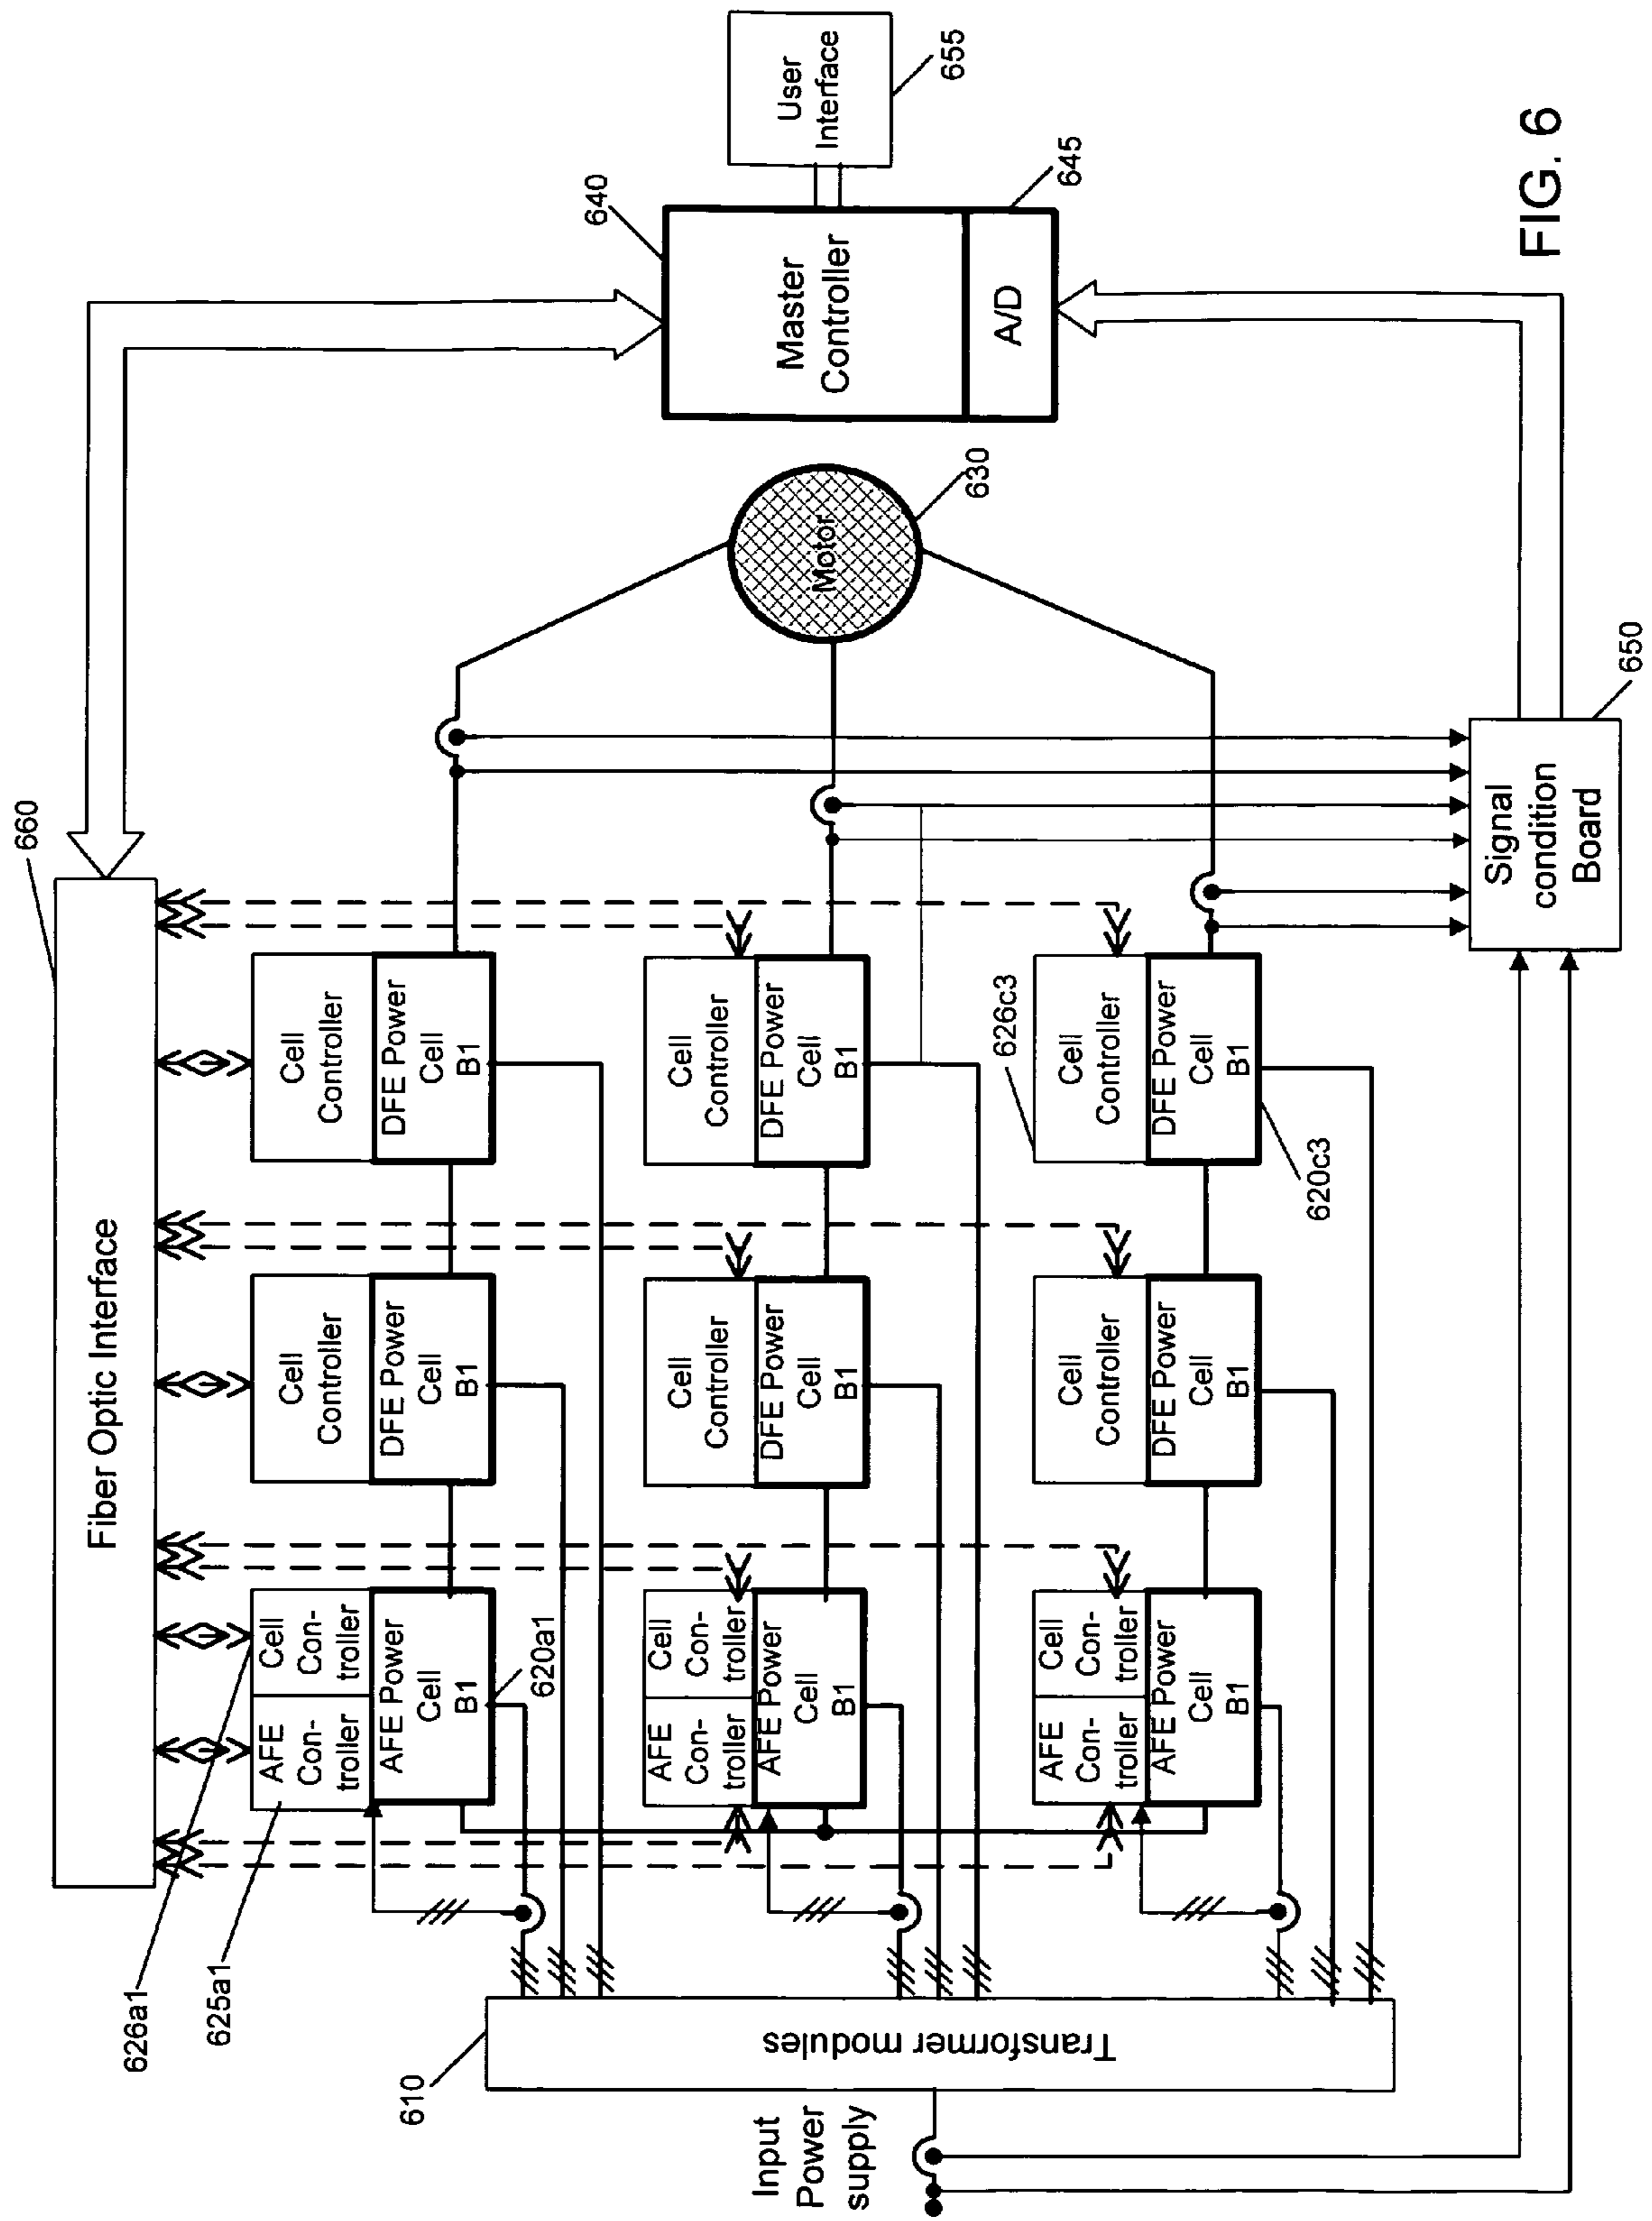 660
Fiber Optic Interface
626a1
625a1
AFE
Con-
troller
Cell
Con-
troller
AFE Power
Cell
B1
620a1
Cell
Controller
DFE Power
Cell
B1
Cell
Controller
DFE Power
Cell
B1
610
Transformer modules
Input
Power
supply
AFE
Con-
troller
Cell
Con-
troller
AFE Power
Cell
B1
Cell
Controller
DFE Power
Cell
B1
Cell
Controller
DFE Power
Cell
B1
Motor
630
640
Master
Controller
A/D
645
User
Interface
655
AFE
Con-
troller
Cell
Con-
troller
AFE Power
Cell
B1
Cell
Controller
DFE Power
Cell
B1
626c3
Cell
Controller
DFE Power
Cell
B1
620c3
Signal
condition
Board
650
FIG. 6